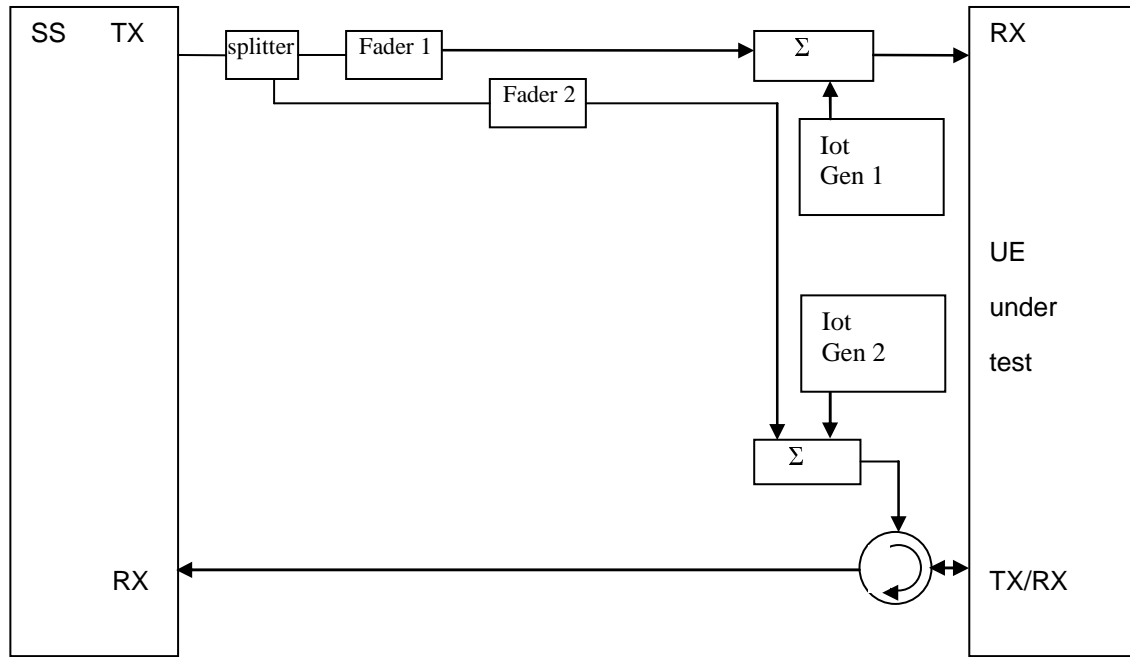 SS TX
splitter
Fader 1
Σ
RX
Fader 2
Iot
Gen 1
UE
under
test
Iot
Gen 2
Σ
RX
TX/RX